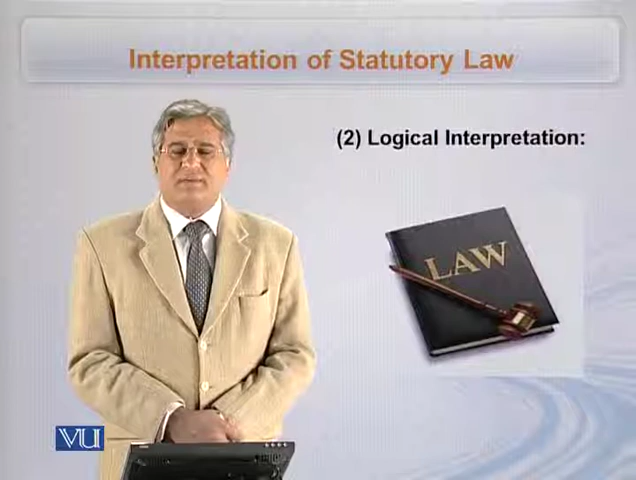 Interpretation of Statutory Law
(2) Logical Interpretation:
LAW
VU